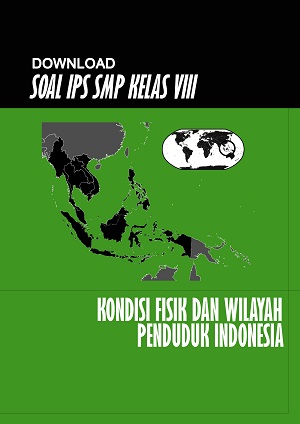 DOWNLOAD
SOAL IPS SMP KELAS VIII
KONDISI FISIK DAN WILAYAH
PENDUDUK INDONESIA